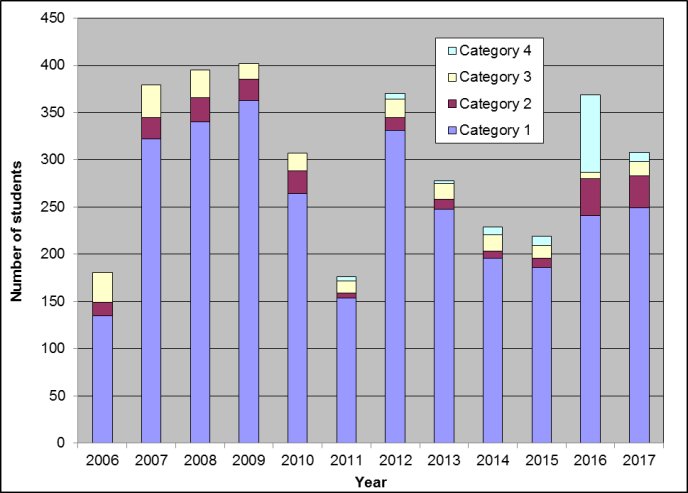 450
400
350
300
250
200
150
100
50
0
Number of students
Category 4
Category 3
Category 2
Category 1
2006 2007 2008 2009 2010 2011 2012 2013 2014 2015 2016 2017
Year